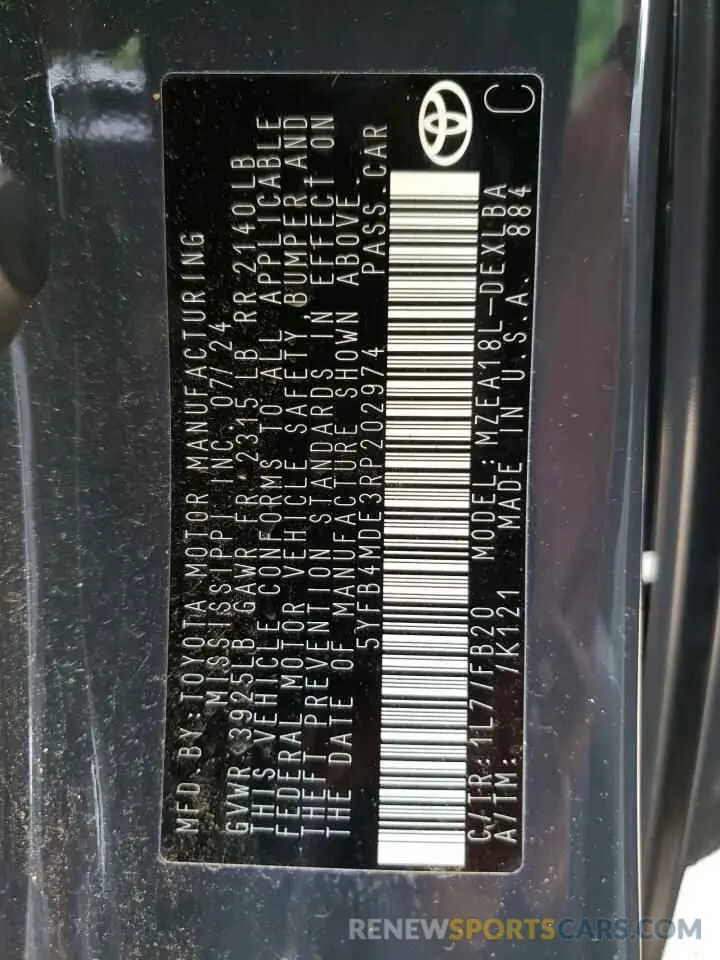 MFD BY:TOYOTA MOTOR MANUFACTURING
MISSISSIPPI INC. 07/24
GVWR 3925LB GAWR FR 2315 LB RR 2140LB
THIS VEHICLE CONFORMS TO ALL APPLICABLE
FEDERAL MOTOR VEHICLE SAFETY, BUMPER, AND
THEFT PREVENTION STANDARDS IN EFFECT ON
THE DATE OF MANUFACTURE SHOWN ABOVE.
5YFB4MDE3RP202974 PASS.CAR
C/TR:1L7/FB20 MODEL:MZEA18L-DEXLBA
A/TM: /K121 MADE IN U.S.A. 884
C
RENEWSPORTSCARS.COM